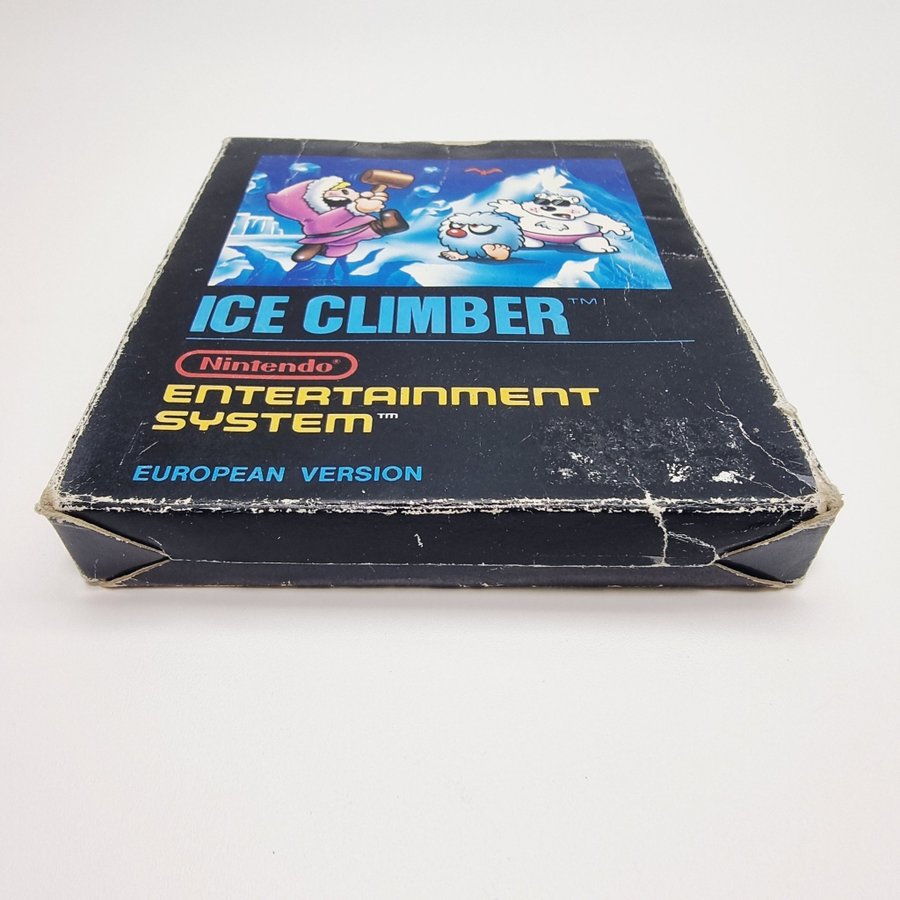 ICE CLIMBER™
Nintendo®
ENTERTAINMENT
SYSTEM™
EUROPEAN VERSION